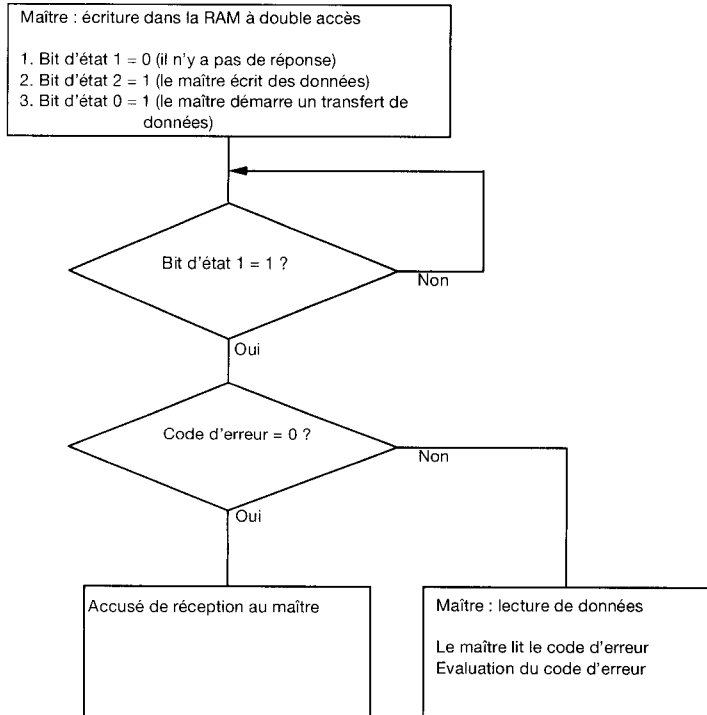 Maître : écriture dans la RAM à double accès
1. Bit d'état 1 = 0 (il n'y a pas de réponse)
2. Bit d'état 2 = 1 (le maître écrit des données)
3. Bit d'état 0 = 1 (le maître démarre un transfert de
données)
Bit d'état 1 = 1 ?
Non
Oui
Code d'erreur = 0 ?
Non
Oui
Accusé de réception au maître
Maître : lecture de données
Le maître lit le code d'erreur
Evaluation du code d'erreur